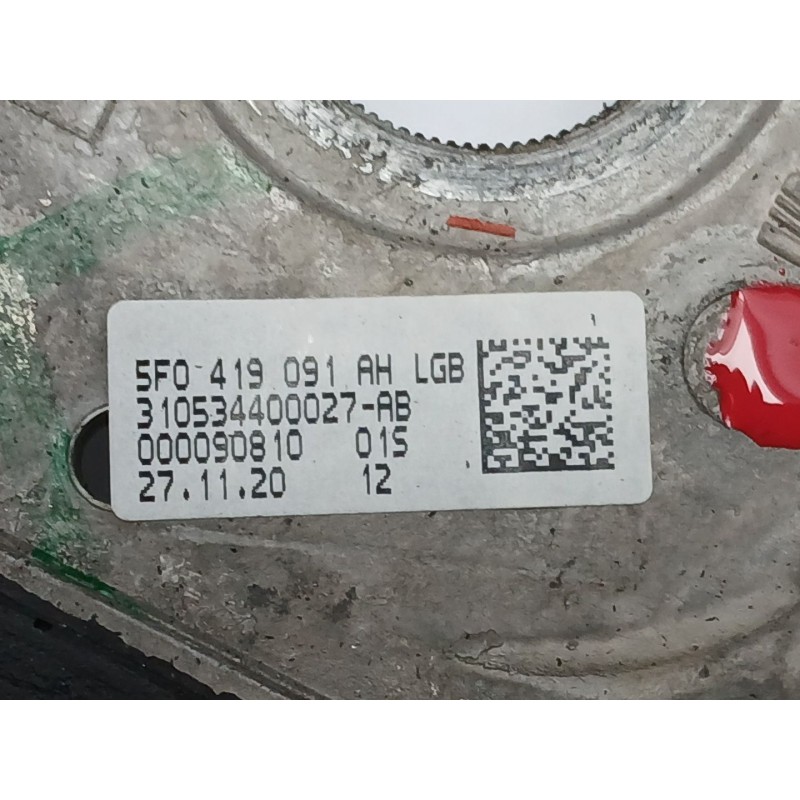 5F0 419 091 AH LGB
310534400027-AB
000090810 01S
27.11.20 12